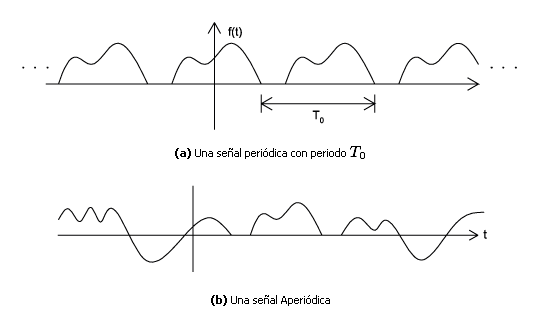 f(t)
. . .
. . .
T₀
(a) Una señal periódica con periodo T₀
t
(b) Una señal Aperiódica